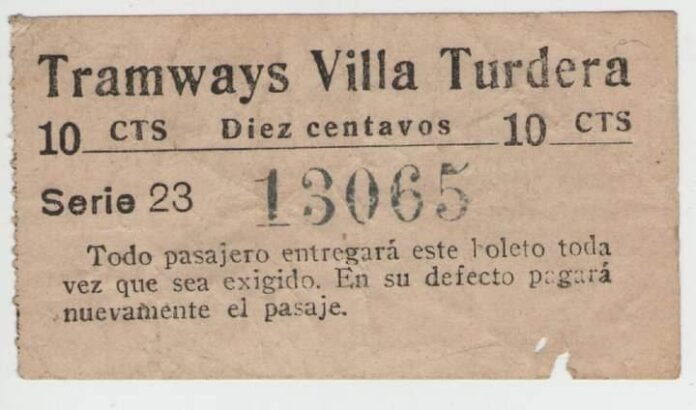 Tramways Villa Turdera
10 CTS Diez centavos 10 CTS
Serie 23 13065
Todo pasajero entregará este boleto toda
vez que sea exigido. En su defecto pagará
nuevamente el pasaje.